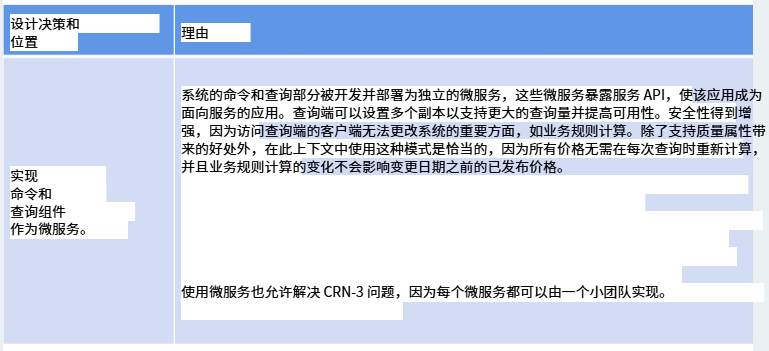 设计决策和
位置
理由
实现
命令和
查询组件
作为微服务。
系统的命令和查询部分被开发并部署为独立的微服务，这些微服务暴露服务 API，使该应用成为
面向服务的应用。查询端可以设置多个副本以支持更大的查询量并提高可用性。安全性得到增
强，因为访问查询端的客户端无法更改系统的重要方面，如业务规则计算。除了支持质量属性带
来的好处外，在此上下文中使用这种模式是恰当的，因为所有价格无需在每次查询时重新计算，
并且业务规则计算的变化不会影响变更日期之前的已发布价格。
使用微服务也允许解决 CRN-3 问题，因为每个微服务都可以由一个小团队实现。